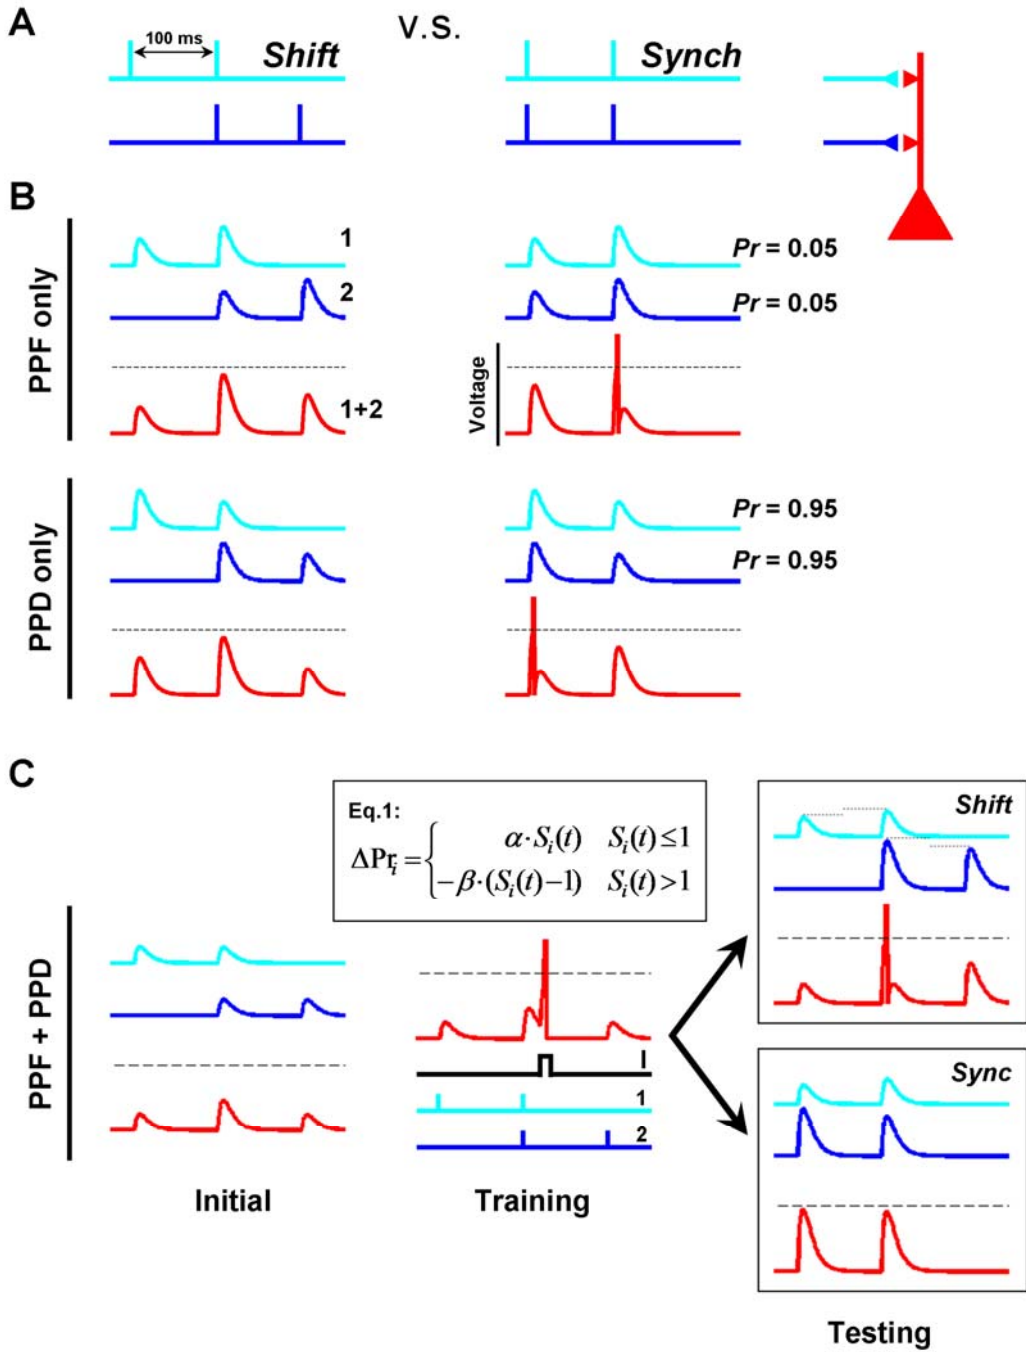 A
v.s.
100 ms
Shift
Synch
B
PPF only
1
2
1+2
Voltage
Pr = 0.05
Pr = 0.05
PPD only
Pr = 0.95
Pr = 0.95
C
Eq.1:
ΔPr_i = { α·S_i(t) S_i(t)≤1
−β·(S_i(t)−1) S_i(t)>1
Shift
PPF + PPD
I
1
2
Sync
Initial
Training
Testing